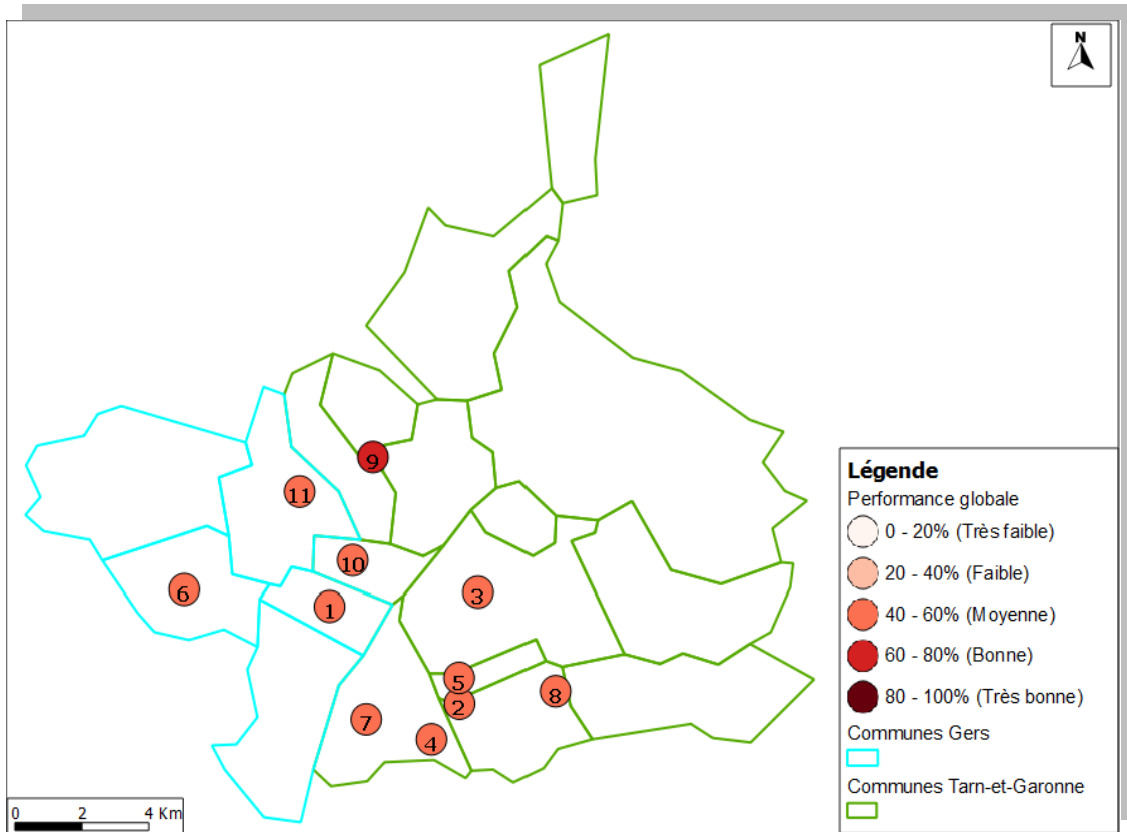 N
9
11
10
6
1
3
5
2
8
7
4
Légende
Performance globale
0 - 20% (Très faible)
20 - 40% (Faible)
40 - 60% (Moyenne)
60 - 80% (Bonne)
80 - 100% (Très bonne)
Communes Gers
Communes Tarn-et-Garonne
0 2 4 Km